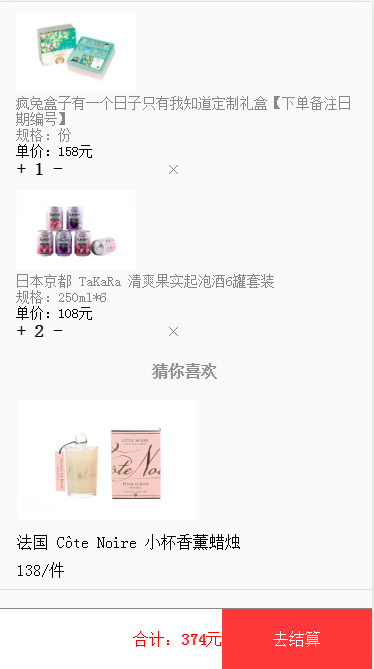 疯兔盒子有一个日子只有我知道定制礼盒【下单备注日
期编号】
规格：份
单价：158元
+ 1 -
×
日本京都 TaKaRa 清爽果实起泡酒6罐套装
规格：250ml*6
单价：108元
+ 2 -
×
猜你喜欢
CÔTE NOIRE
Côte Noi
法国 Côte Noire 小杯香薰蜡烛
138/件
合计：374元
去结算